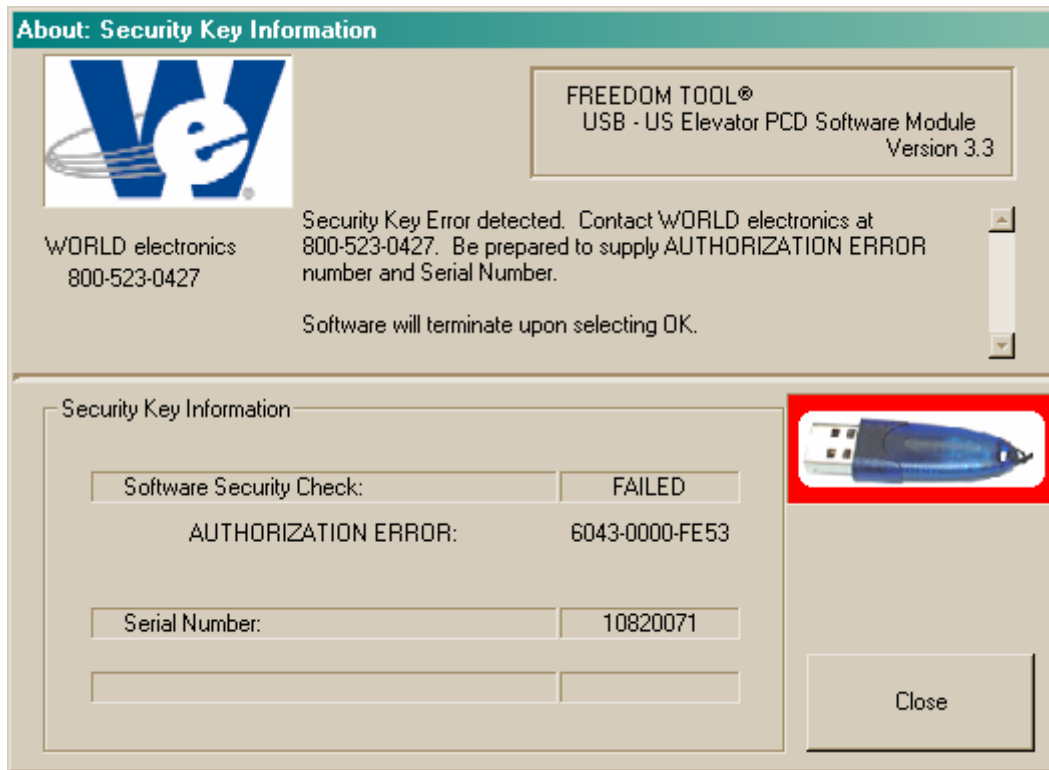 About: Security Key Information
We®
FREEDOM TOOL®
USB - US Elevator PCD Software Module
Version 3.3
WORLD electronics
800-523-0427
Security Key Error detected. Contact WORLD electronics at
800-523-0427. Be prepared to supply AUTHORIZATION ERROR
number and Serial Number.
Software will terminate upon selecting OK.
Security Key Information
Software Security Check: FAILED
AUTHORIZATION ERROR: 6043-0000-FE53
Serial Number: 10820071
Close